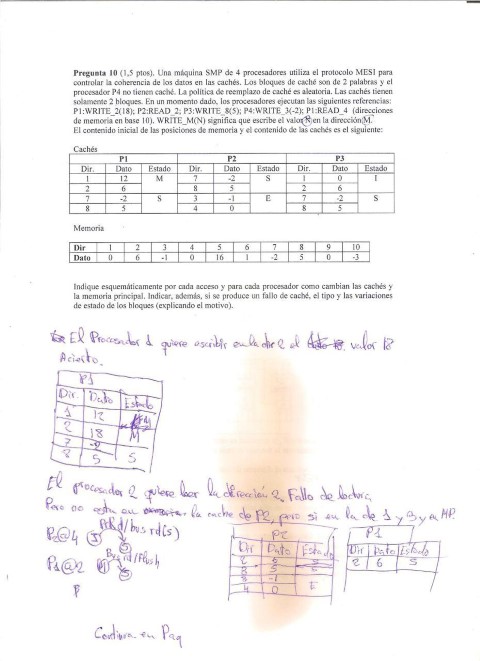 Pregunta 10 (1,5 ptos). Una máquina SMP de 4 procesadores utiliza el protocolo MESI para
controlar la coherencia de los datos en las cachés. Los bloques de caché son de 2 palabras y el
procesador P4 no tienen caché. La política de reemplazo de caché es aleatoria. Las cachés tienen
solamente 2 bloques. En un momento dado, los procesadores ejecutan las siguientes referencias:
P1:WRITE_2(18); P2:READ_2; P3:WRITE_8(5); P4:WRITE_3(-2); P1:READ_4 (direcciones
de memoria en base 10). WRITE_M(N) significa que escribe el valor N en la dirección M.
El contenido inicial de las posiciones de memoria y el contenido de las cachés es el siguiente:
Cachés
P1 P2 P3
Dir. Dato Estado Dir. Dato Estado Dir. Dato Estado
1 12 M 7 -2 S 1 0 I
2 6 8 5 2 6
7 -2 S 3 -1 E 7 -2 S
8 5 4 0 8 5
Memoria
Dir 1 2 3 4 5 6 7 8 9 10
Dato 0 6 -1 0 16 1 -2 5 0 -3
Indique esquemáticamente por cada acceso y para cada procesador como cambian las cachés y
la memoria principal. Indicar, además, si se produce un fallo de caché, el tipo y las variaciones
de estado de los bloques (explicando el motivo).
El Procesador 1 quiere escribir en la dir 2 el valor 18
Acierto.
P1
Dir. Dato Estado
1 12 M
2 18 M
7 -2
8 5 S
El procesador 2 quiere leer la dirección 2. Fallo de lectura,
Pero no esta en la cache de P2, pero si en la de 1 y 3 y en MP.
P2@4 PrRd/busrd(s)
P1@2 Busrd/Flush
P
P2
Dir Dato Estado
3 -1
4 0 E
P1
Dir Dato Estado
2 6 S
Continua en Pag